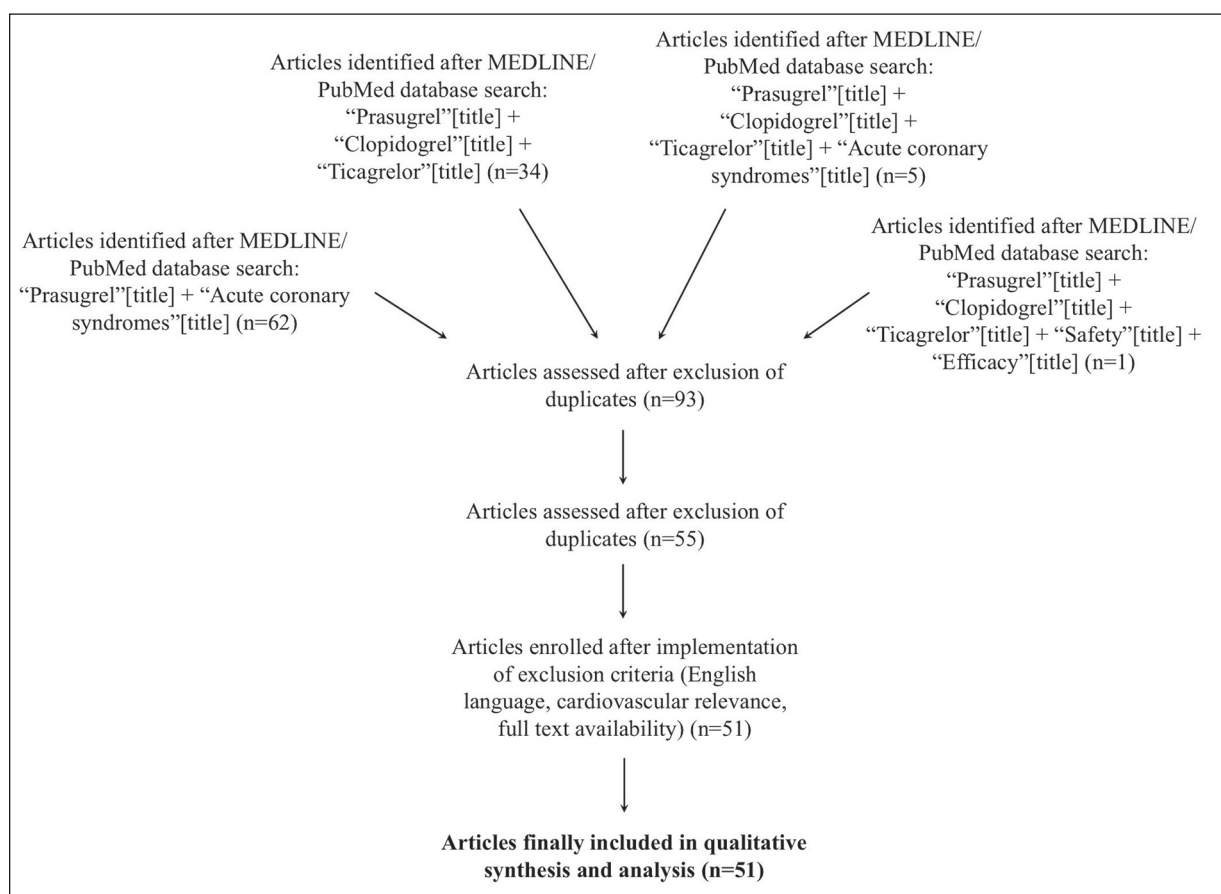 Articles identified after MEDLINE/
PubMed database search:
“Prasugrel”[title] + “Acute coronary
syndromes”[title] (n=62)
Articles identified after MEDLINE/
PubMed database search:
“Prasugrel”[title] +
“Clopidogrel”[title] +
“Ticagrelor”[title] (n=34)
Articles identified after MEDLINE/
PubMed database search:
“Prasugrel”[title] +
“Clopidogrel”[title] +
“Ticagrelor”[title] + “Acute coronary
syndromes”[title] (n=5)
Articles identified after MEDLINE/
PubMed database search:
“Prasugrel”[title] +
“Clopidogrel”[title] +
“Ticagrelor”[title] + “Safety”[title] +
“Efficacy”[title] (n=1)
Articles assessed after exclusion of
duplicates (n=93)
Articles assessed after exclusion of
duplicates (n=55)
Articles enrolled after implementation
of exclusion criteria (English
language, cardiovascular relevance,
full text availability) (n=51)
Articles finally included in qualitative
synthesis and analysis (n=51)